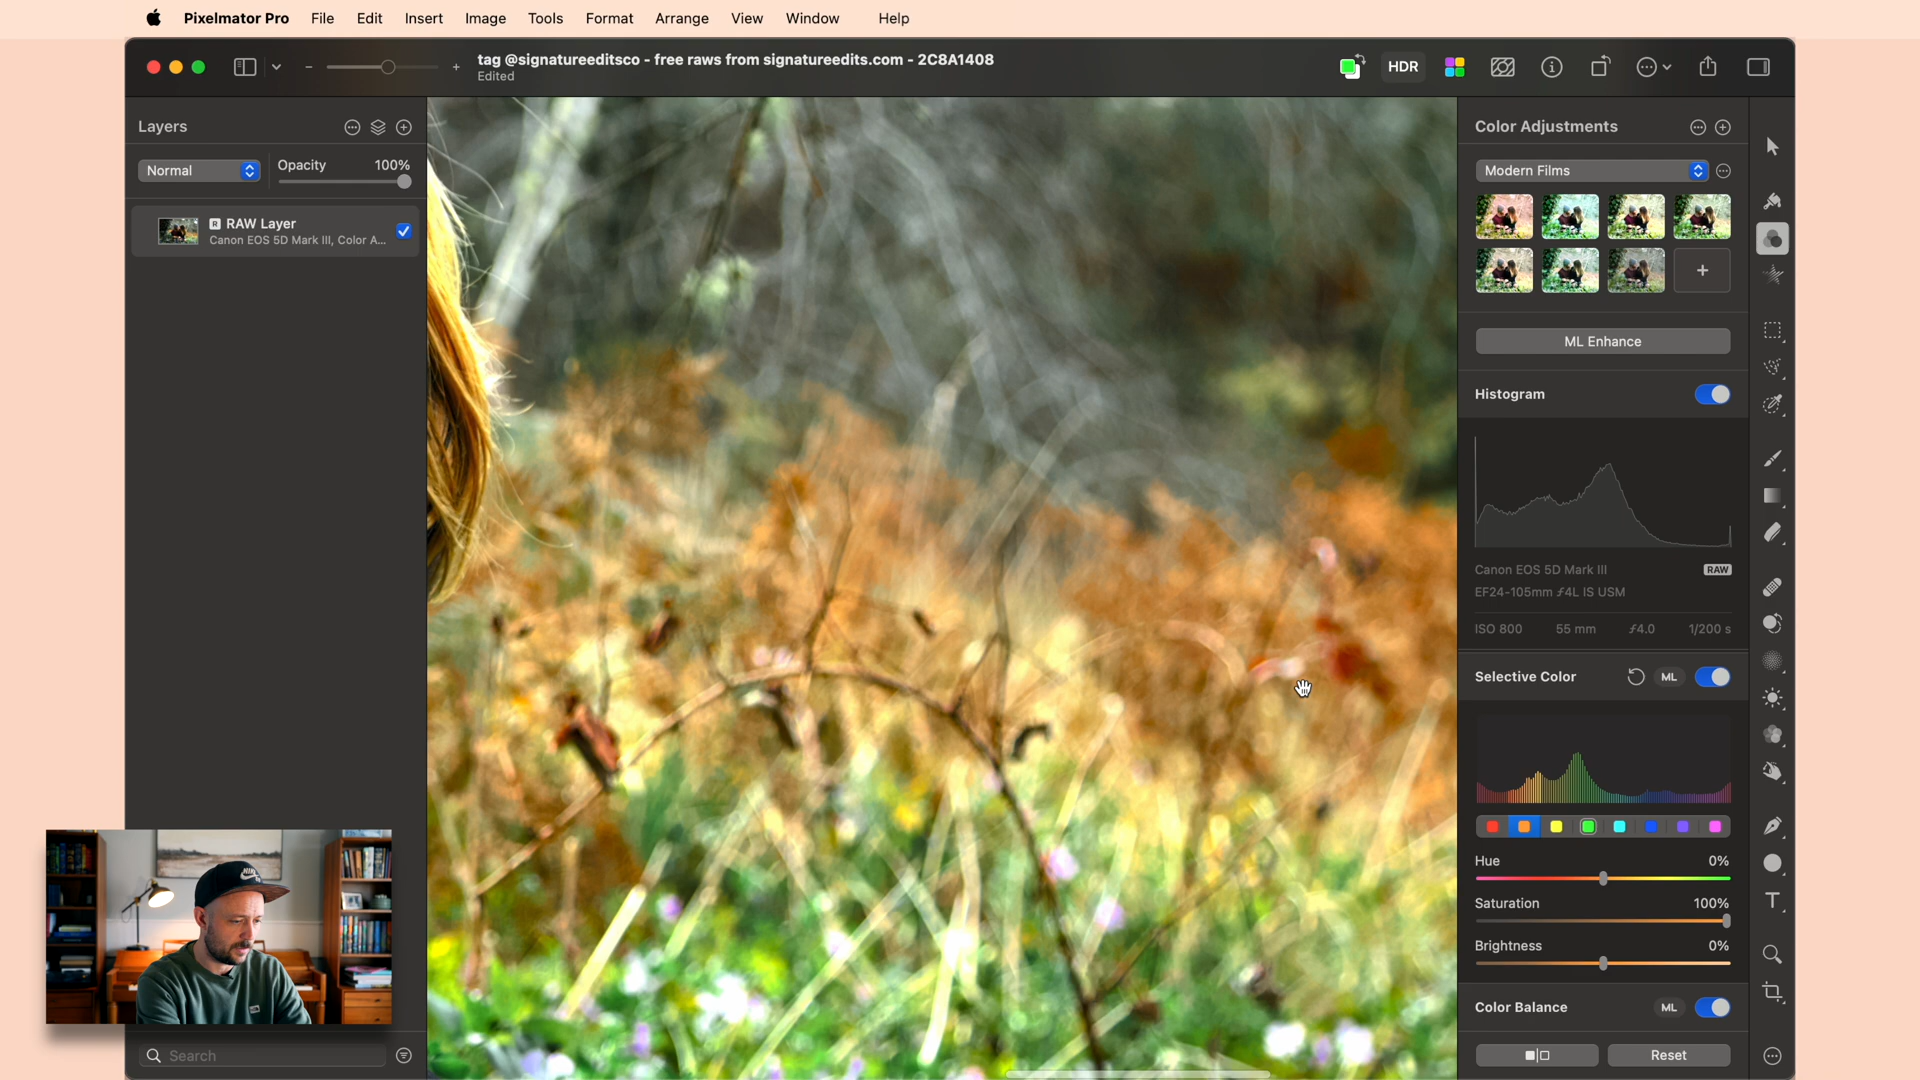 Pixelmator Pro File Edit Insert Image Tools Format Arrange View Window Help
tag @signatureeditsco - free raws from signatureedits.com - 2C8A1408
Edited
HDR
Layers
Normal
Opacity 100%
R RAW Layer
Canon EOS 5D Mark III, Color A...
Search
Color Adjustments
Modern Films
ML Enhance
Histogram
Canon EOS 5D Mark III RAW
EF24-105mm ƒ4L IS USM
ISO 800 55 mm ƒ4.0 1/200 s
Selective Color ML
Hue 0%
Saturation 100%
Brightness 0%
Color Balance ML
Reset
T